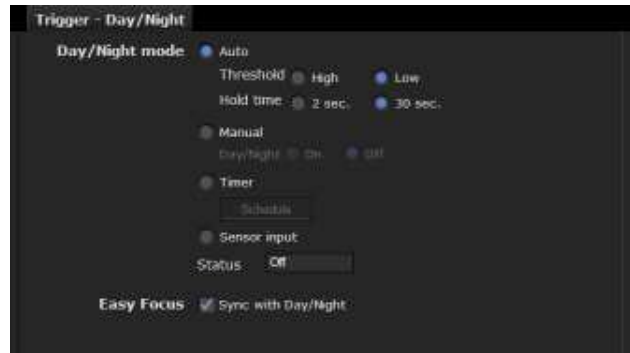 Trigger - Day/Night
Day/Night mode Auto
Threshold High Low
Hold time 2 sec. 30 sec.
Manual
Day/Night On Off
Timer
Schedule
Sensor input
Status Off
Easy Focus Sync with Day/Night